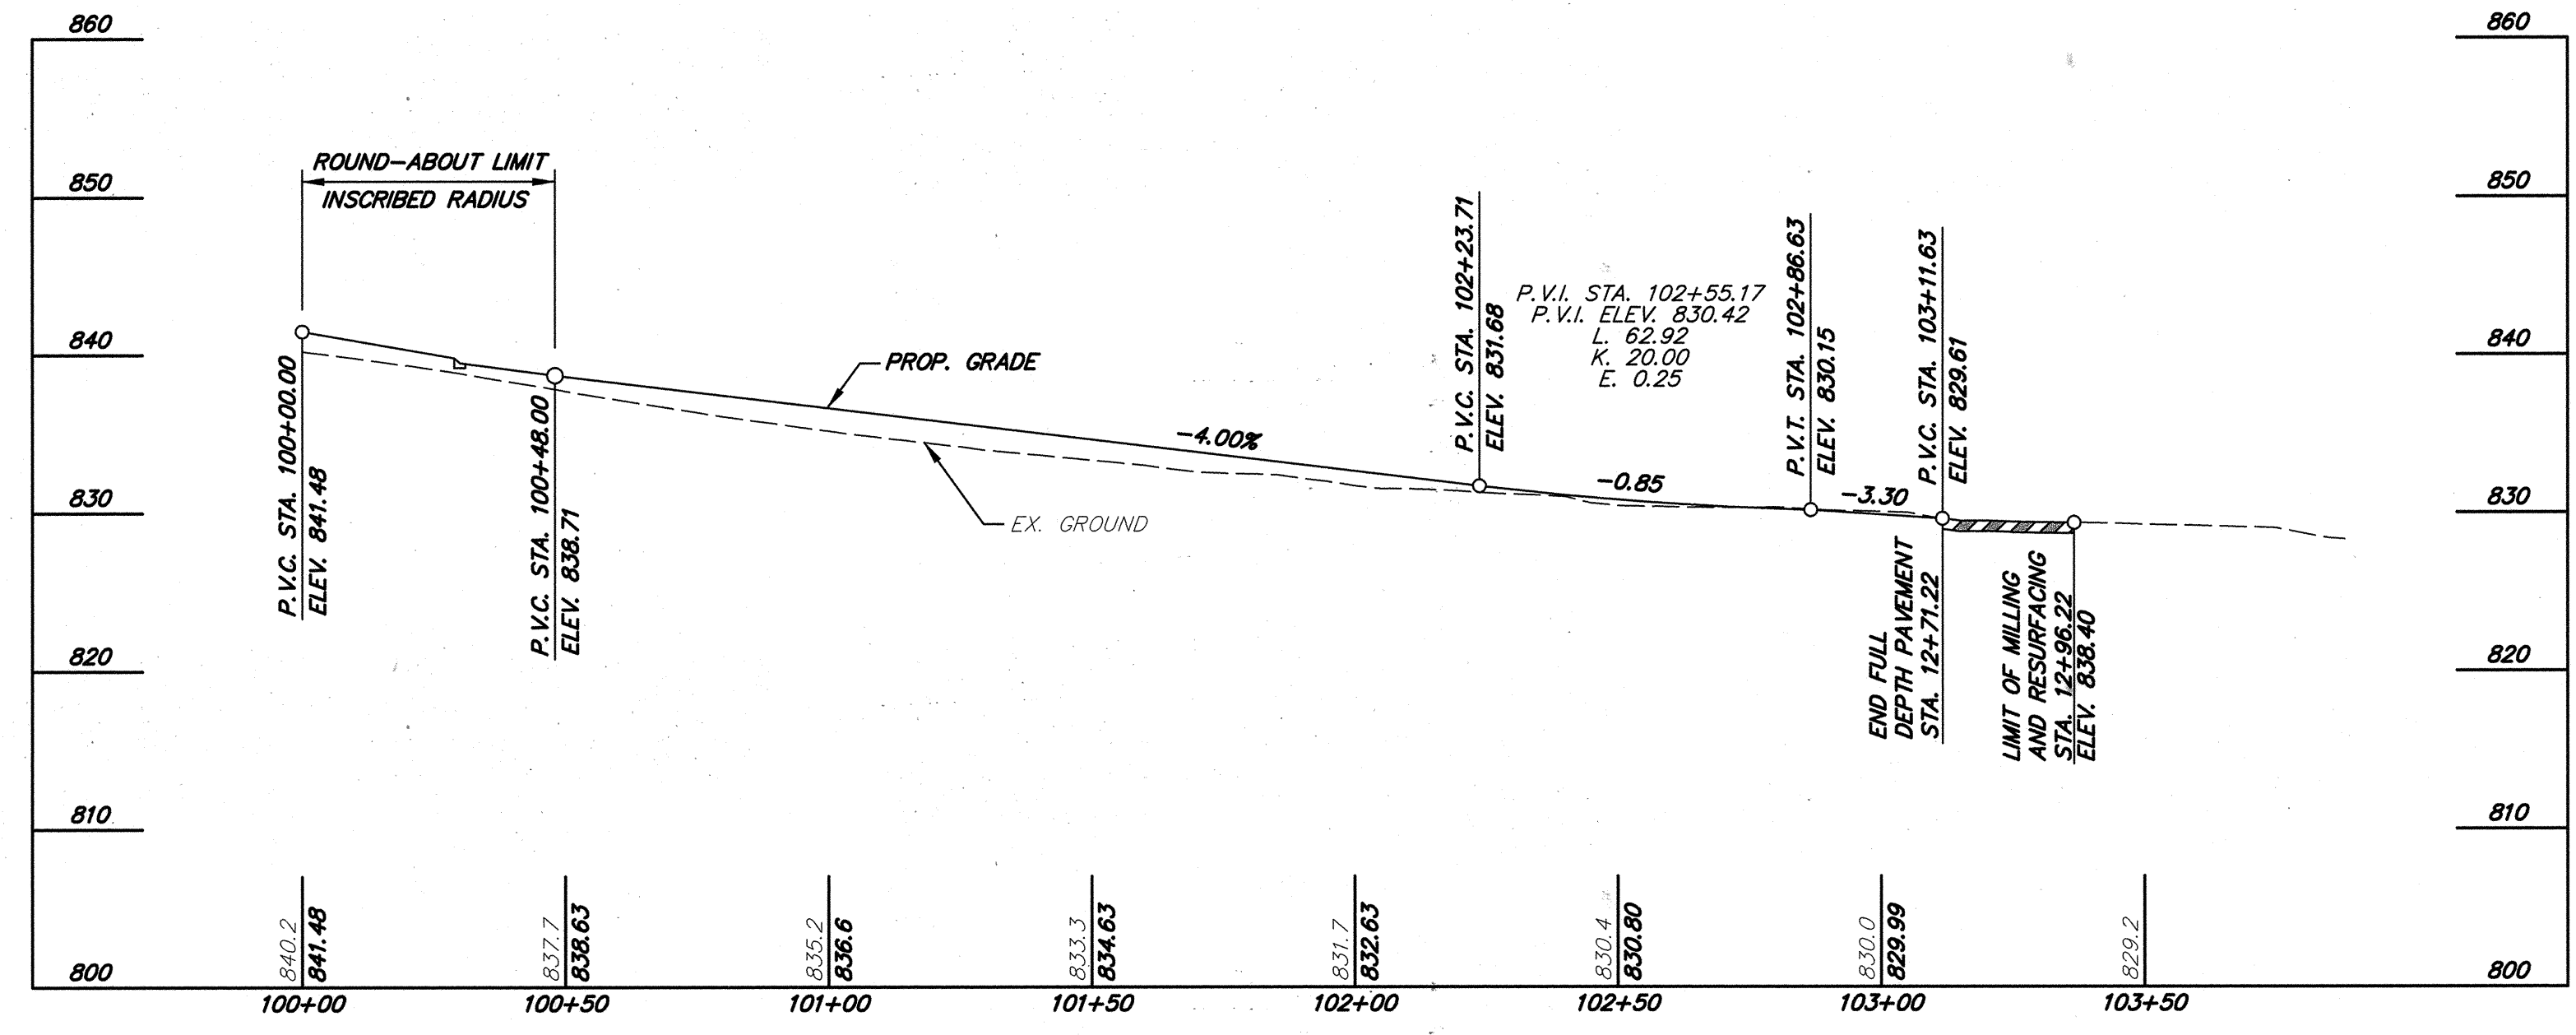 860
860
ROUND-ABOUT LIMIT
INSCRIBED RADIUS
850
850
P.V.C. STA. 100+00.00
ELEV. 841.48
P.V.C. STA. 100+48.00
ELEV. 838.71
PROP. GRADE
EX. GROUND
-4.00%
P.V.C. STA. 102+23.71
ELEV. 831.68
P.V.I. STA. 102+55.17
P.V.I. ELEV. 830.42
L. 62.92
K. 20.00
E. 0.25
-0.85
P.V.T. STA. 102+86.63
ELEV. 830.15
-3.30
P.V.C. STA. 103+11.63
ELEV. 829.61
END FULL
DEPTH PAVEMENT
STA. 12+71.22
LIMIT OF MILLING
AND RESURFACING
STA. 12+96.22
ELEV. 838.40
840
840
830
830
820
820
810
810
800
800
840.2
841.48
837.7
838.63
835.2
836.6
833.3
834.63
831.7
832.63
830.4
830.80
830.0
829.99
829.2
100+00
100+50
101+00
101+50
102+00
102+50
103+00
103+50